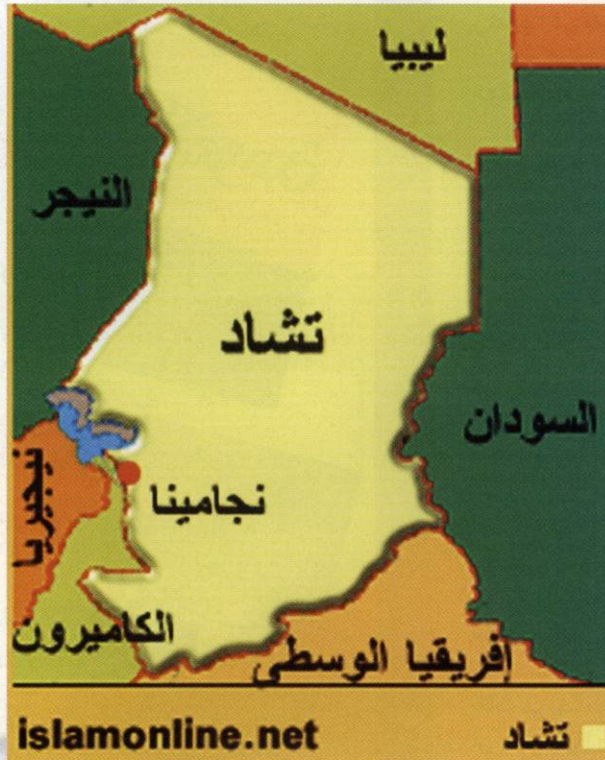 ليبيا
النيجر
تشاد
السودان
نيجيريا
نجامينا
الكاميرون
إفريقيا الوسطى
تشاد
islamonline.net